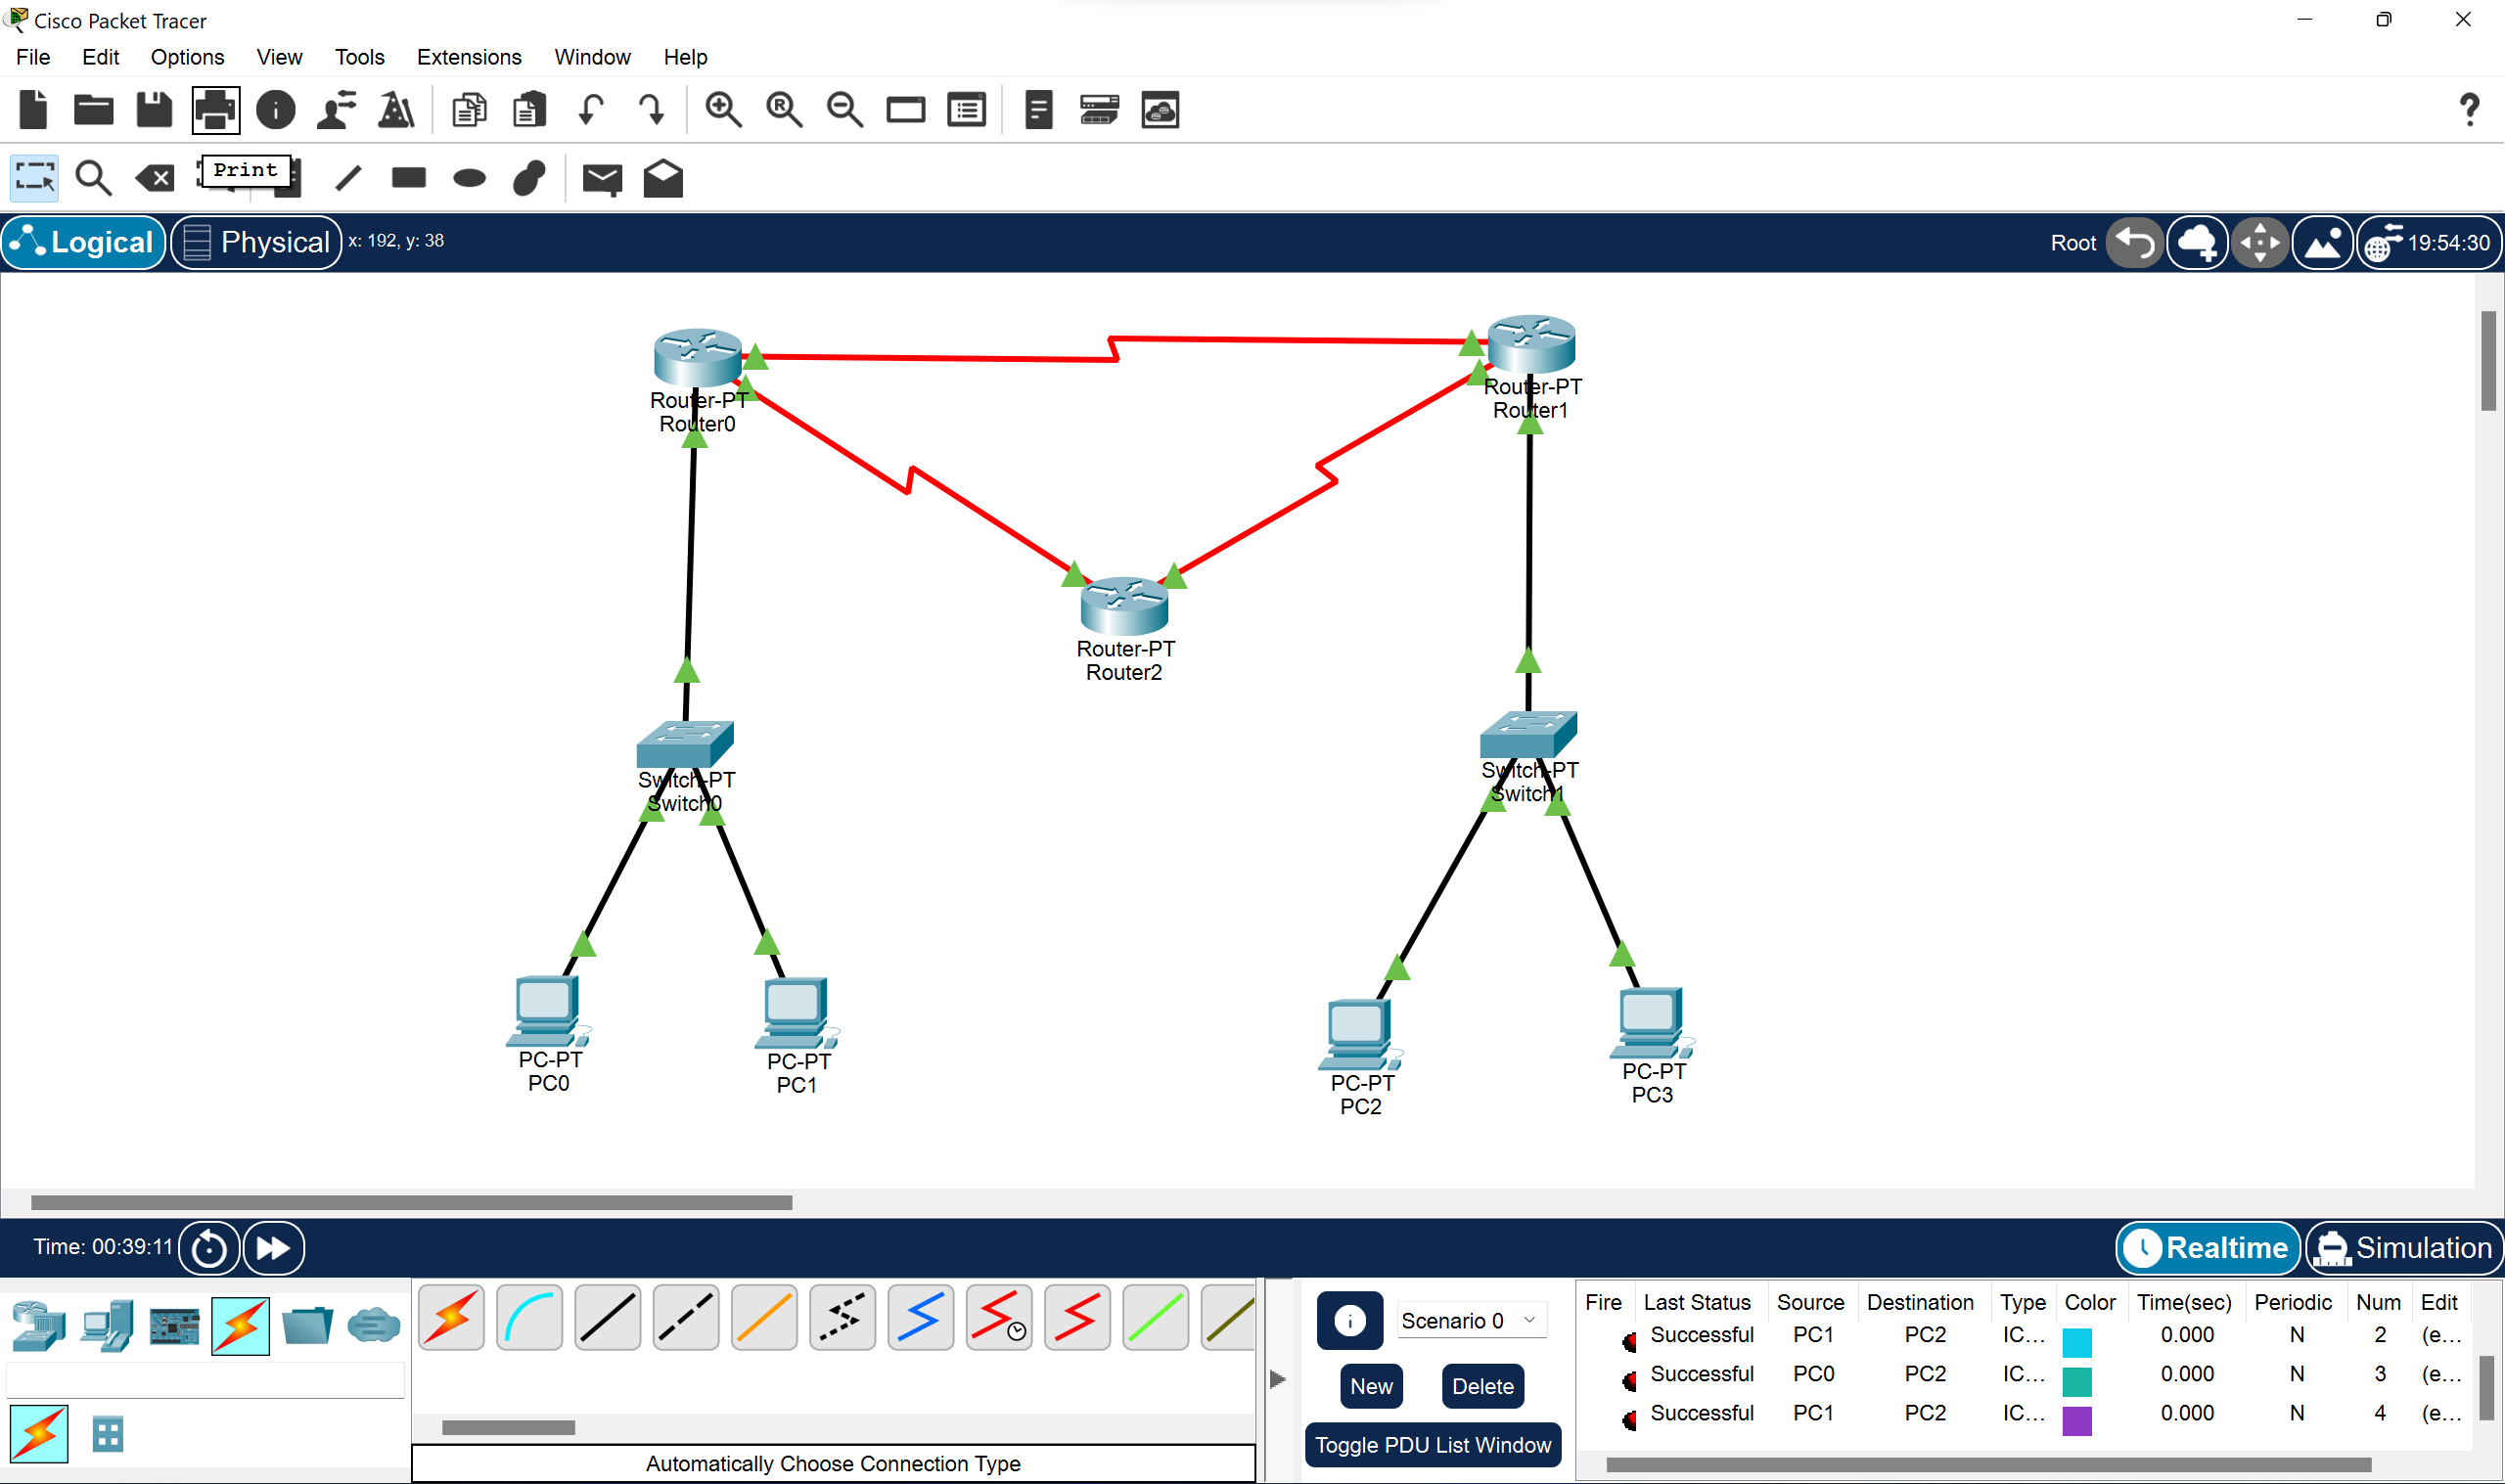 Cisco Packet Tracer
File Edit Options View Tools Extensions Window Help
Print
Logical Physical x: 192, y: 38 Root 19:54:30
Router-PT
Router0
Router-PT
Router1
Router-PT
Router2
Switch-PT
Switch0
Switch-PT
Switch1
PC-PT
PC0
PC-PT
PC1
PC-PT
PC2
PC-PT
PC3
Time: 00:39:11 Realtime Simulation
Scenario 0
New Delete
Toggle PDU List Window
Automatically Choose Connection Type
Fire Last Status Source Destination Type Color Time(sec) Periodic Num Edit
Successful PC1 PC2 IC... 0.000 N 2 (e...
Successful PC0 PC2 IC... 0.000 N 3 (e...
Successful PC1 PC2 IC... 0.000 N 4 (e...